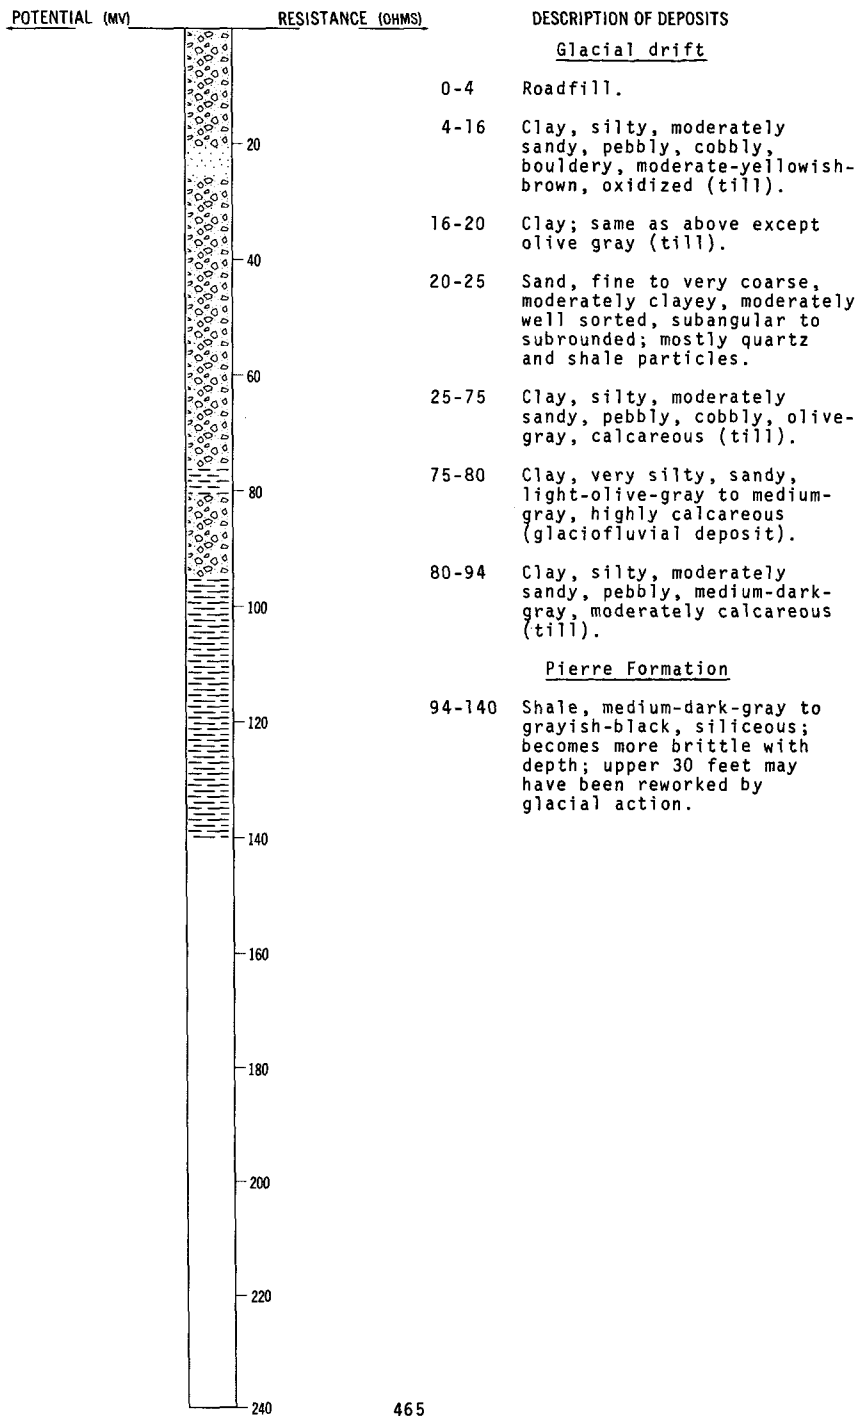 POTENTIAL (MV) RESISTANCE (OHMS) DESCRIPTION OF DEPOSITS
Glacial drift
0-4 Roadfill.
4-16 Clay, silty, moderately
sandy, pebbly, cobbly,
bouldery, moderate-yellowish-
brown, oxidized (till).
16-20 Clay; same as above except
olive gray (till).
20-25 Sand, fine to very coarse,
moderately clayey, moderately
well sorted, subangular to
subrounded; mostly quartz
and shale particles.
25-75 Clay, silty, moderately
sandy, pebbly, cobbly, olive-
gray, calcareous (till).
75-80 Clay, very silty, sandy,
light-olive-gray to medium-
gray, highly calcareous
(glaciofluvial deposit).
80-94 Clay, silty, moderately
sandy, pebbly, medium-dark-
gray, moderately calcareous
(till).
Pierre Formation
94-140 Shale, medium-dark-gray to
grayish-black, siliceous;
becomes more brittle with
depth; upper 30 feet may
have been reworked by
glacial action.
20
40
60
80
100
120
140
160
180
200
220
240
465